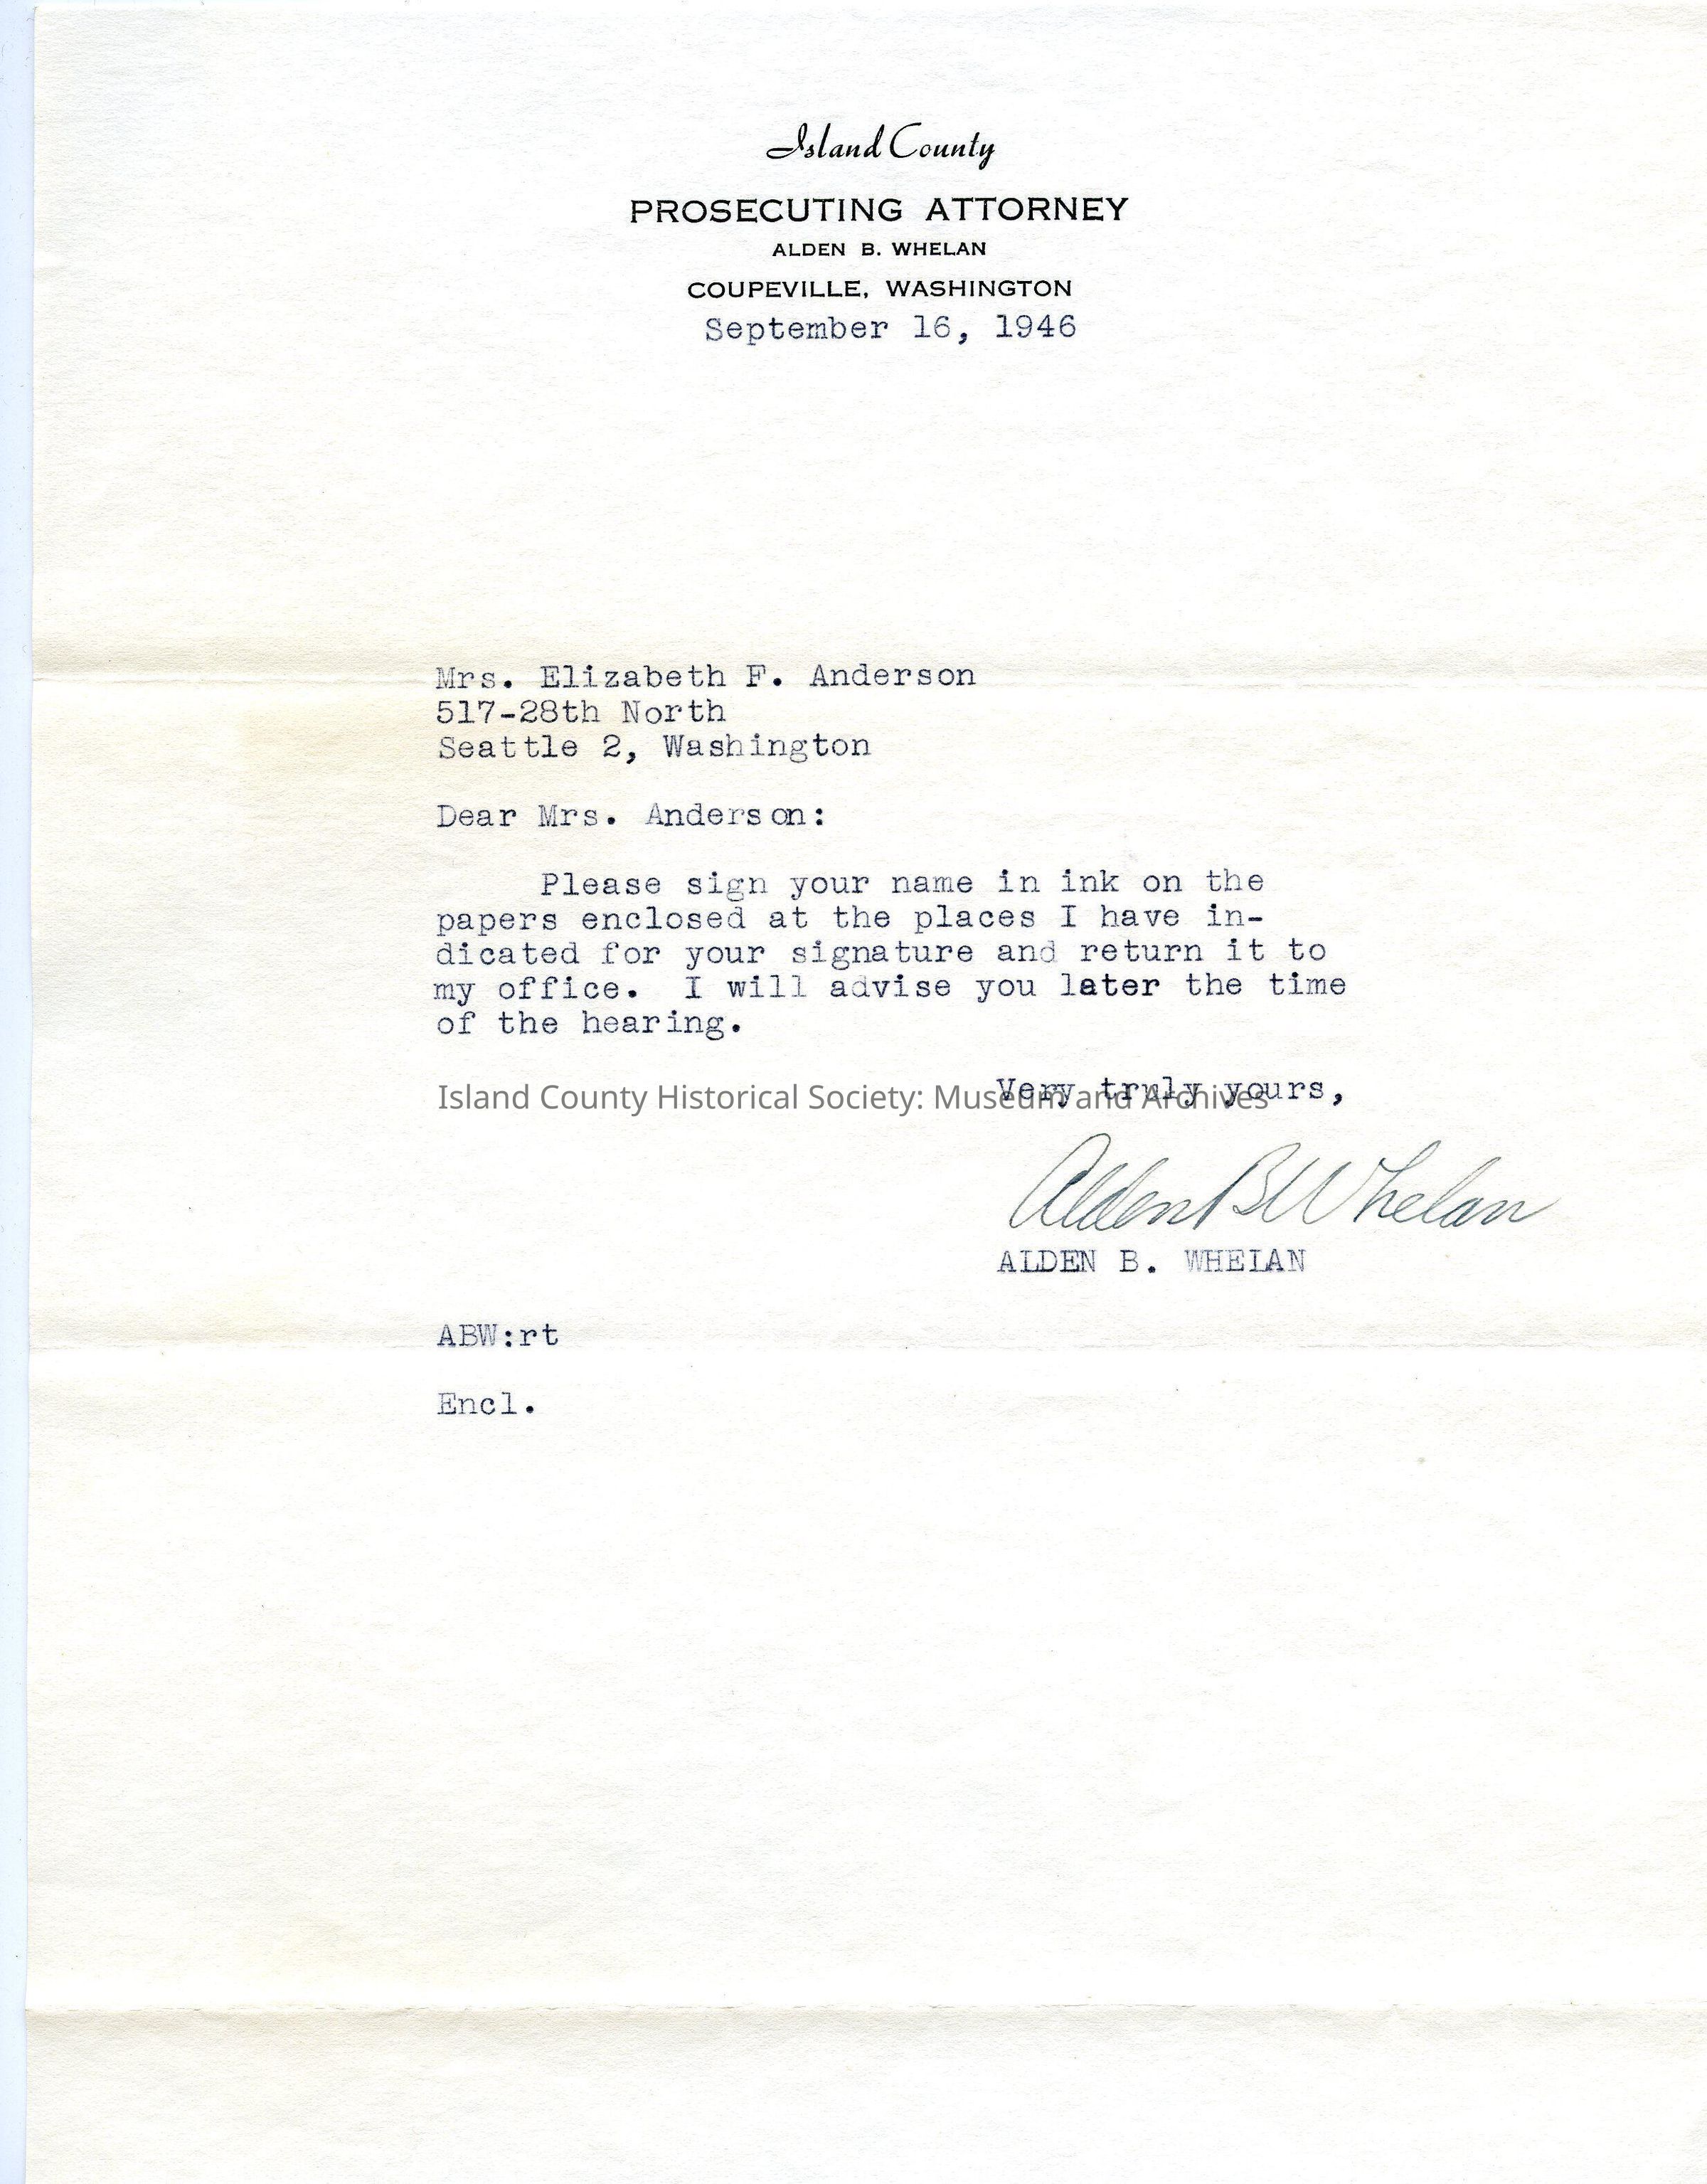 Island County
PROSECUTING ATTORNEY
ALDEN B. WHELAN
COUPEVILLE, WASHINGTON
September 16, 1946
Mrs. Elizabeth F. Anderson
517-28th North
Seattle 2, Washington
Dear Mrs. Anderson:
Please sign your name in ink on the
papers enclosed at the places I have in-
dicated for your signature and return it to
my office. I will advise you later the time
of the hearing.
Very truly yours,
Island County Historical Society: Museum and Archives
Alden B Whelan
ALDEN B. WHELAN
ABW:rt
Encl.